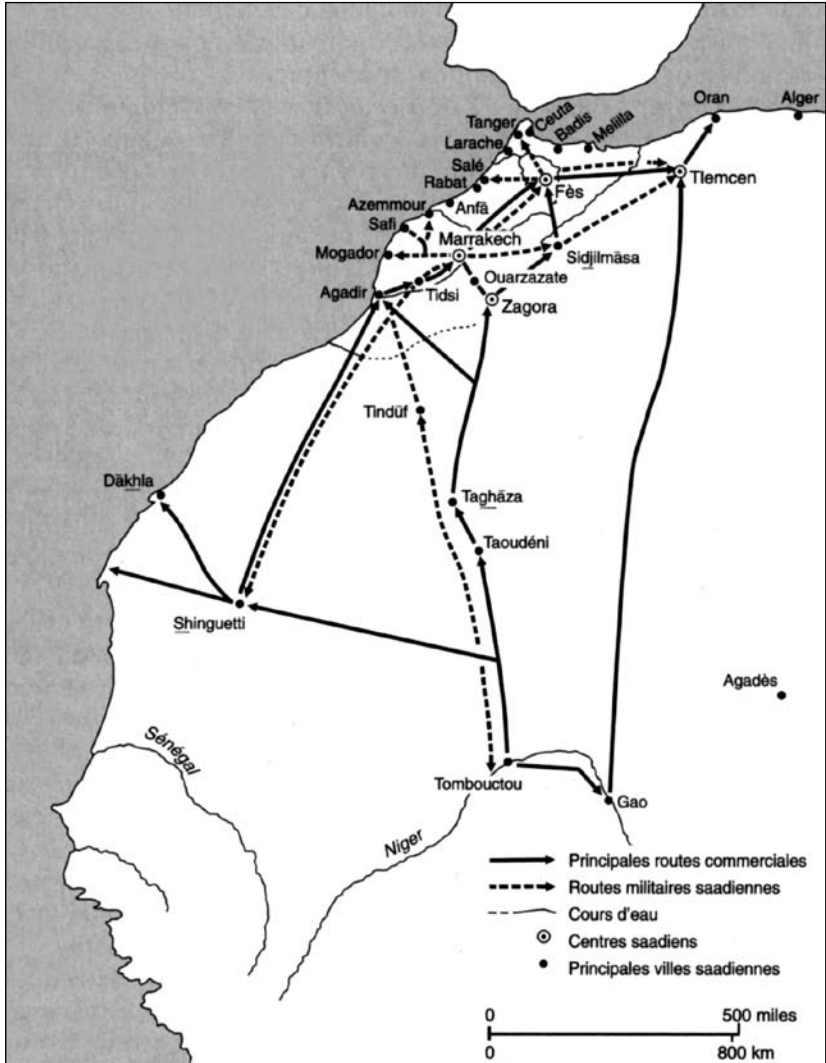 Oran
Alger
Tanger
Ceuta
Badis
Melilla
Larache
Salé
Rabat
Fès
Tlemcen
Azemmour
Anfā
Safi
Marrakech
Mogador
Sidjilmāsa
Ouarzazate
Agadir
Tidsi
Zagora
Tindūf
Dākhla
Taghāza
Taoudéni
Shinguetti
Agadès
Sénégal
Tombouctou
Gao
Niger
Principales routes commerciales
Routes militaires saadiennes
Cours d'eau
Centres saadiens
Principales villes saadiennes
0 500 miles
0 800 km